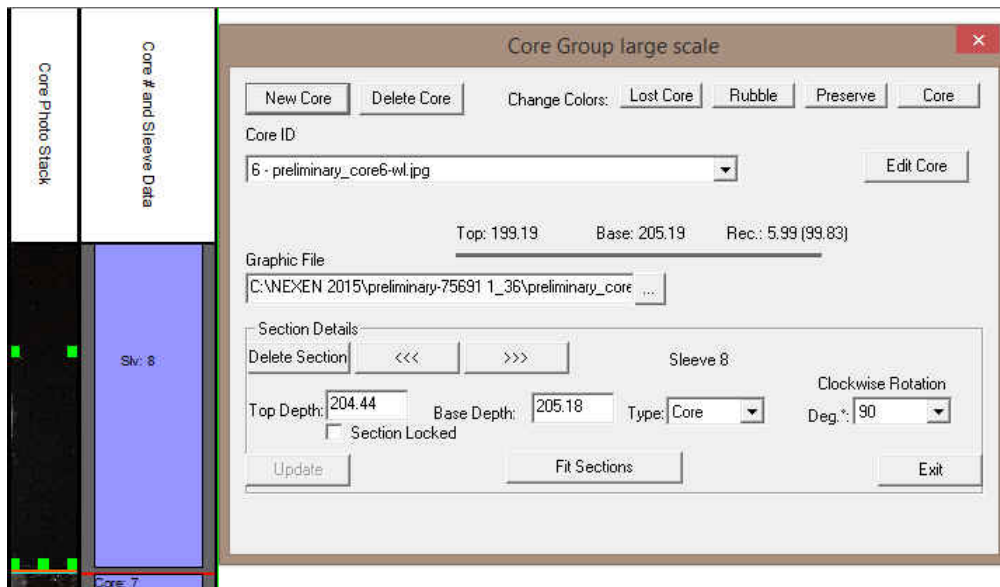 Core Photo Stack
Core # and Sleeve Data
Slv: 8
Core: 7
Core Group large scale
New Core
Delete Core
Change Colors:
Lost Core
Rubble
Preserve
Core
Core ID
6 - preliminary_core6-wl.jpg
Edit Core
Top: 199.19
Base: 205.19
Rec.: 5.99 (99.83)
Graphic File
C:\NEXEN 2015\preliminary-75691 1_36\preliminary_core
...
Section Details
Delete Section
<<<
>>>
Sleeve 8
Clockwise Rotation
Top Depth: 204.44
Base Depth: 205.18
Type: Core
Deg.*: 90
Section Locked
Update
Fit Sections
Exit